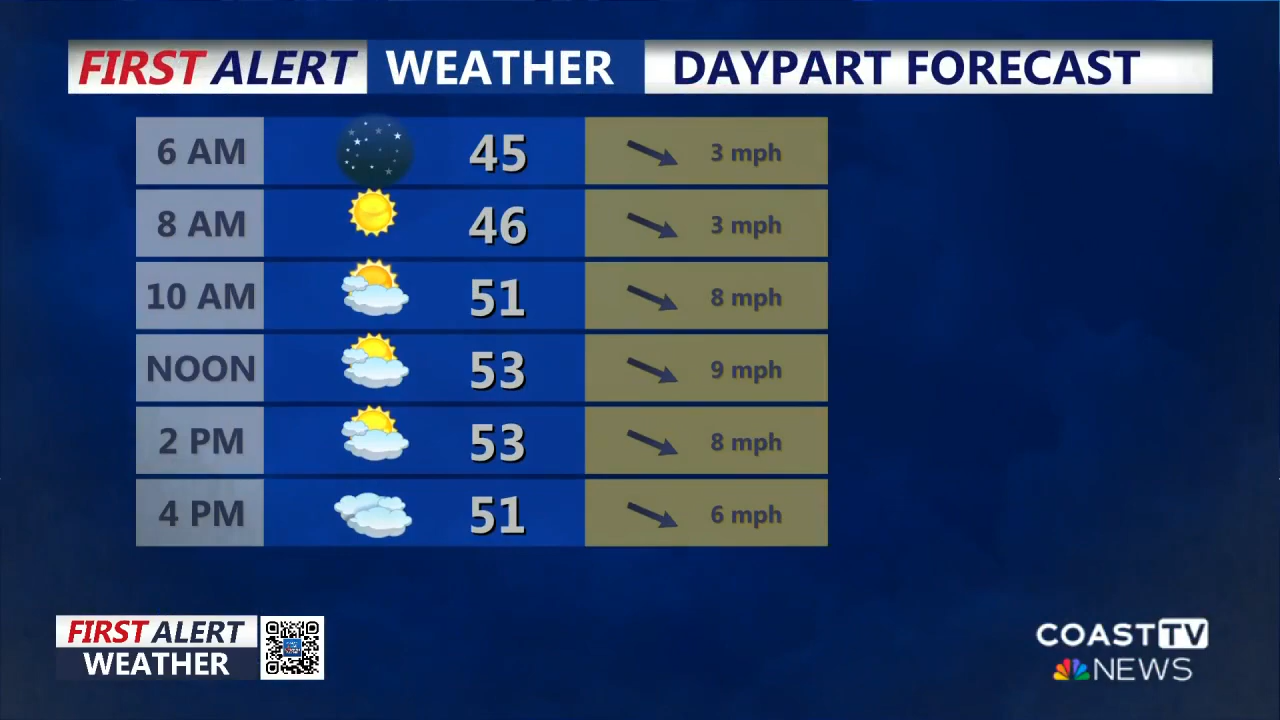 FIRST ALERT WEATHER DAYPART FORECAST
6 AM 45 3 mph
8 AM 46 3 mph
10 AM 51 8 mph
NOON 53 9 mph
2 PM 53 8 mph
4 PM 51 6 mph
FIRST ALERT
WEATHER
COAST TV
NEWS